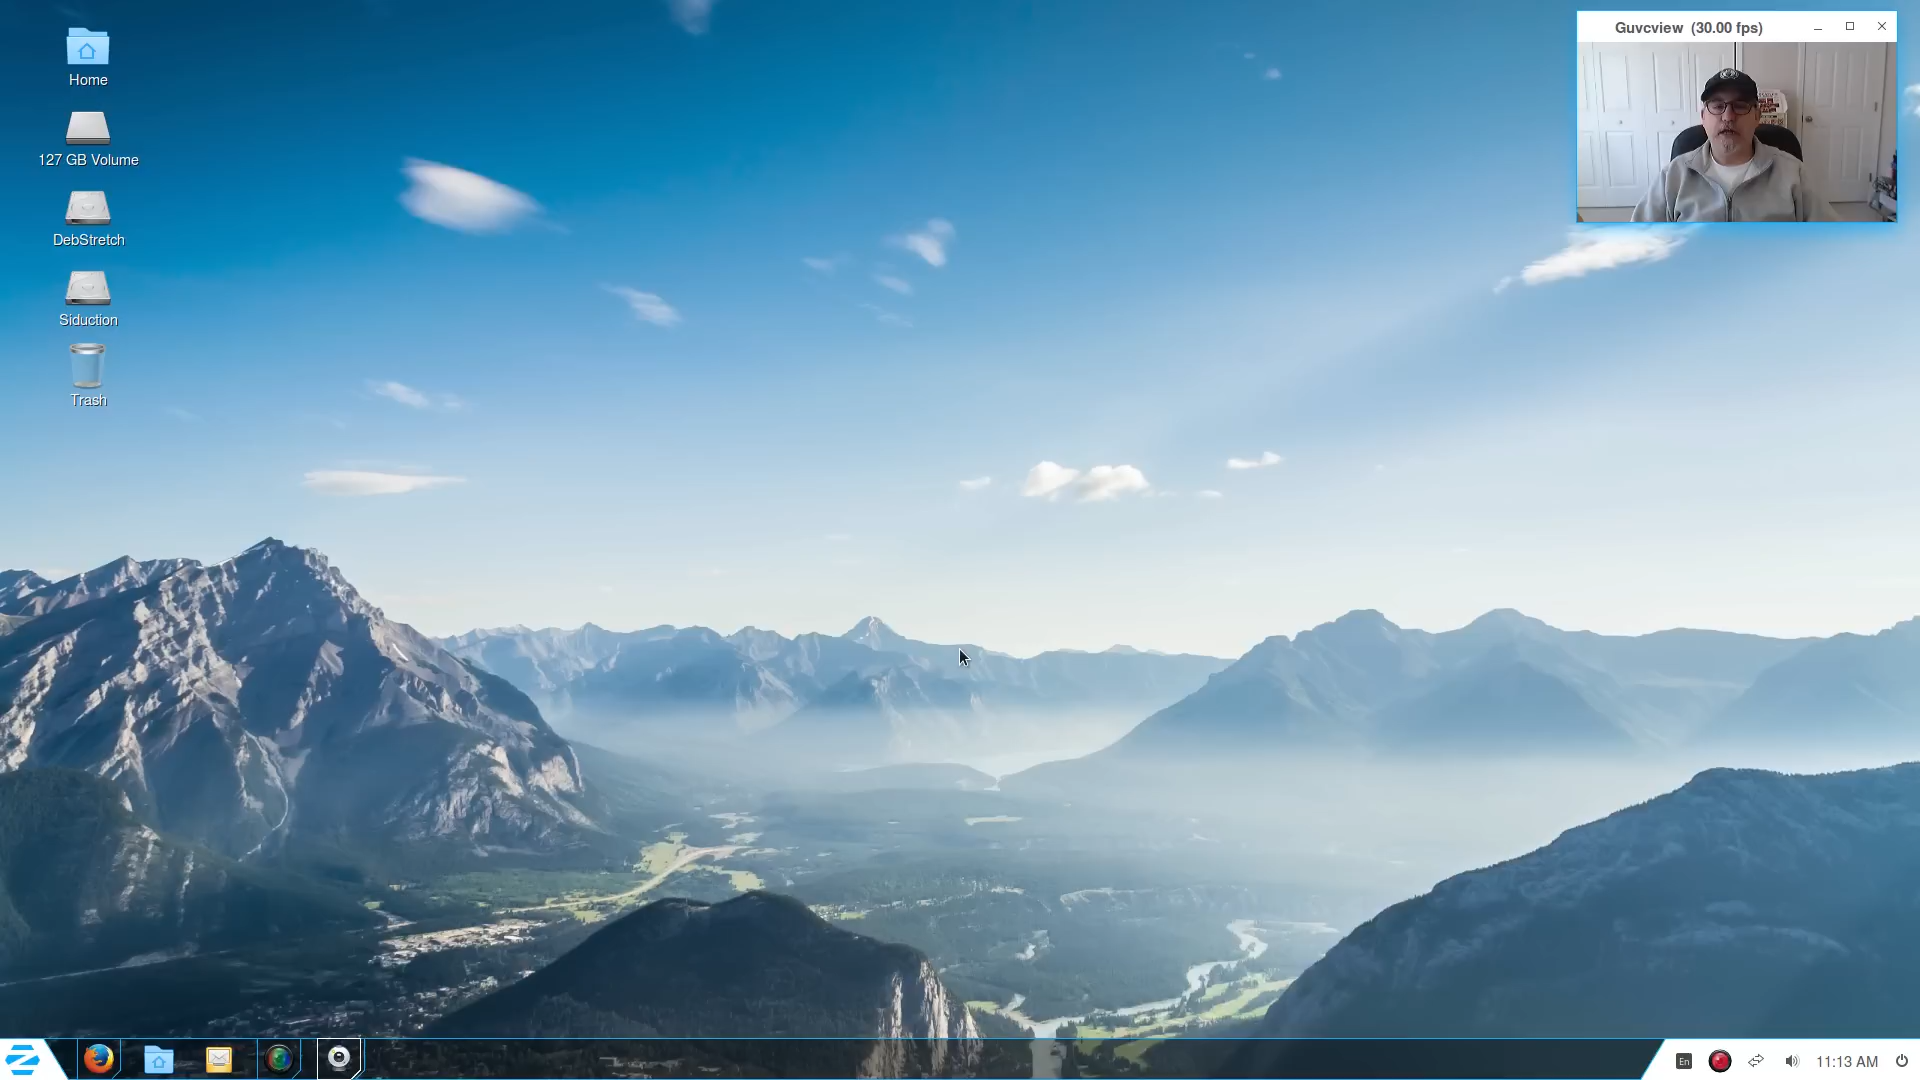 Home
127 GB Volume
DebStretch
Siduction
Trash
Guvcview (30.00 fps)
En
11:13 AM